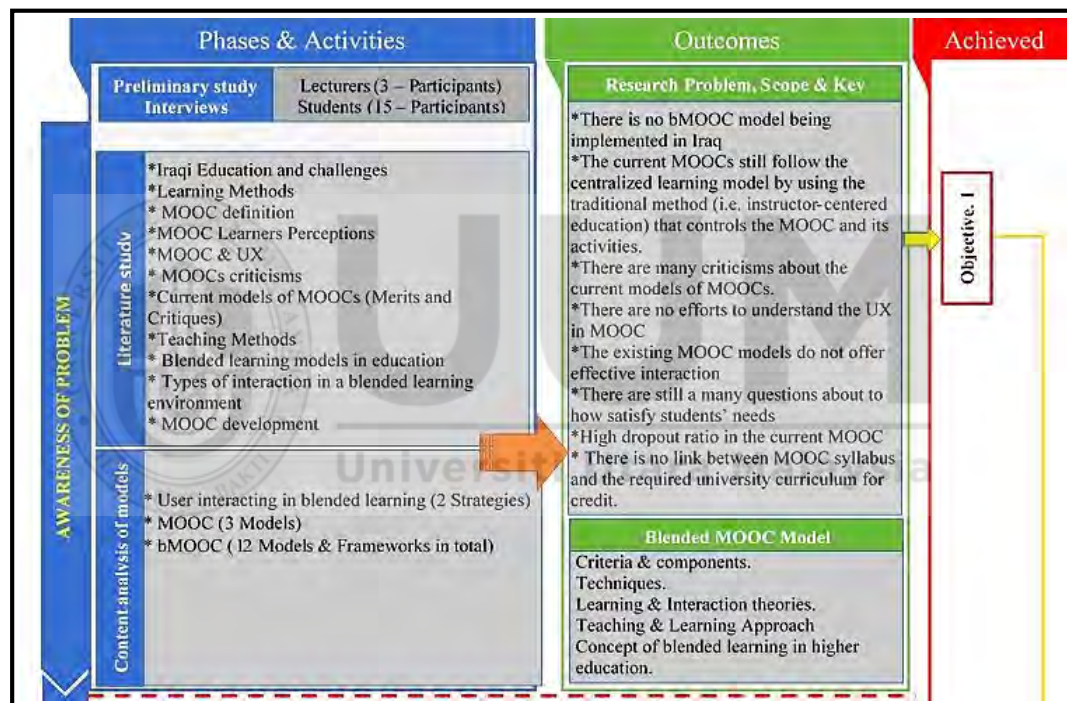 Phases & Activities
Outcomes
Achieved
AWARENESS OF PROBLEM
Preliminary study
Interviews
Lecturers (3 – Participants)
Students (15 – Participants)
Literature study
*Iraqi Education and challenges
*Learning Methods
* MOOC definition
*MOOC Learners Perceptions
*MOOC & UX
* MOOCs criticisms
*Current models of MOOCs (Merits and
Critiques)
*Teaching Methods
* Blended learning models in education
* Types of interaction in a blended learning
environment
* MOOC development
Content analysis of models
* User interacting in blended learning (2 Strategies)
* MOOC (3 Models)
* bMOOC (12 Models & Frameworks in total)
Research Problem, Scope & Key
*There is no bMOOC model being
implemented in Iraq
*The current MOOCs still follow the
centralized learning model by using the
traditional method (i.e. instructor-centered
education) that controls the MOOC and its
activities.
*There are many criticisms about the
current models of MOOCs.
*There are no efforts to understand the UX
in MOOC
*The existing MOOC models do not offer
effective interaction
*There are still a many questions about to
how satisfy students' needs
*High dropout ratio in the current MOOC
* There is no link between MOOC syllabus
and the required university curriculum for
credit.
Blended MOOC Model
Criteria & components.
Techniques.
Learning & Interaction theories.
Teaching & Learning Approach
Concept of blended learning in higher
education.
Objective. 1
UUM
Universiti